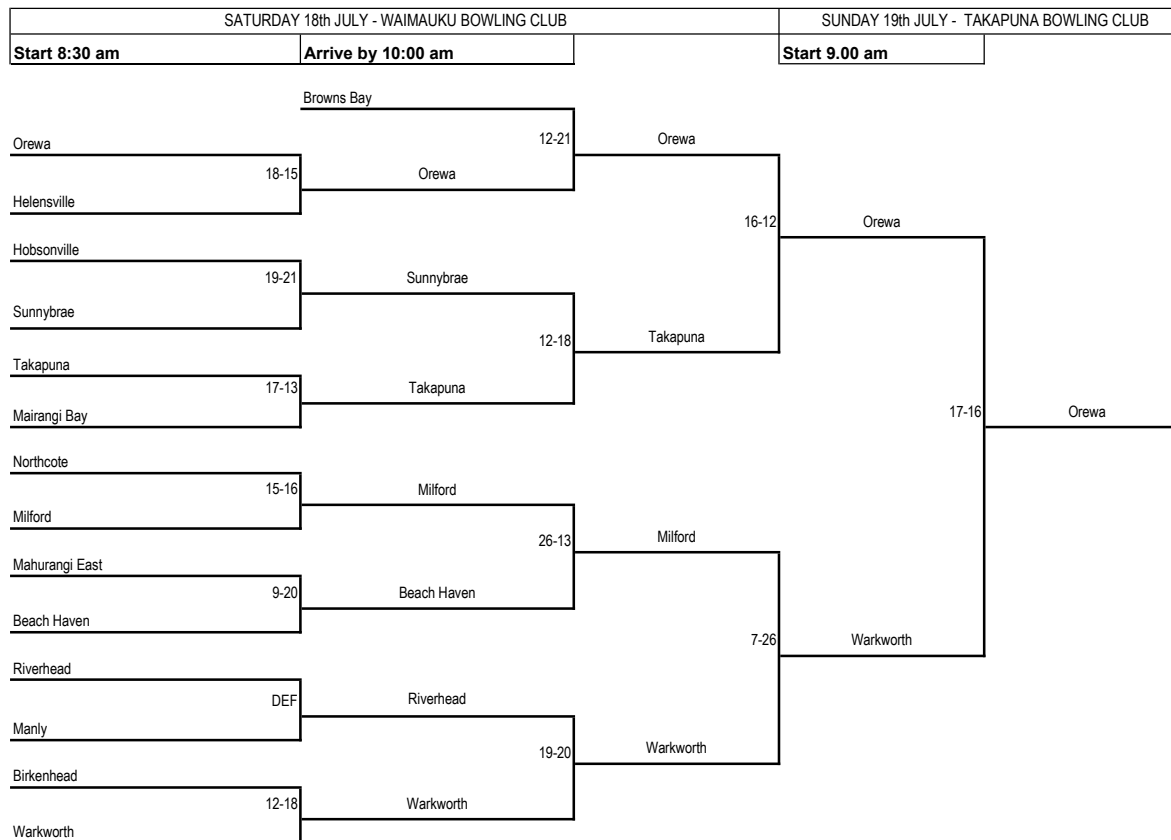 SATURDAY 18th JULY - WAIMAUKU BOWLING CLUB
SUNDAY 19th JULY - TAKAPUNA BOWLING CLUB
Start 8:30 am
Arrive by 10:00 am
Start 9.00 am
Browns Bay
12-21
Orewa
Orewa
18-15
Orewa
Helensville
16-12
Orewa
Hobsonville
19-21
Sunnybrae
Sunnybrae
12-18
Takapuna
Takapuna
17-13
Takapuna
Mairangi Bay
17-16
Orewa
Northcote
15-16
Milford
Milford
26-13
Milford
Mahurangi East
9-20
Beach Haven
Beach Haven
7-26
Warkworth
Riverhead
DEF
Riverhead
Manly
19-20
Warkworth
Birkenhead
12-18
Warkworth
Warkworth